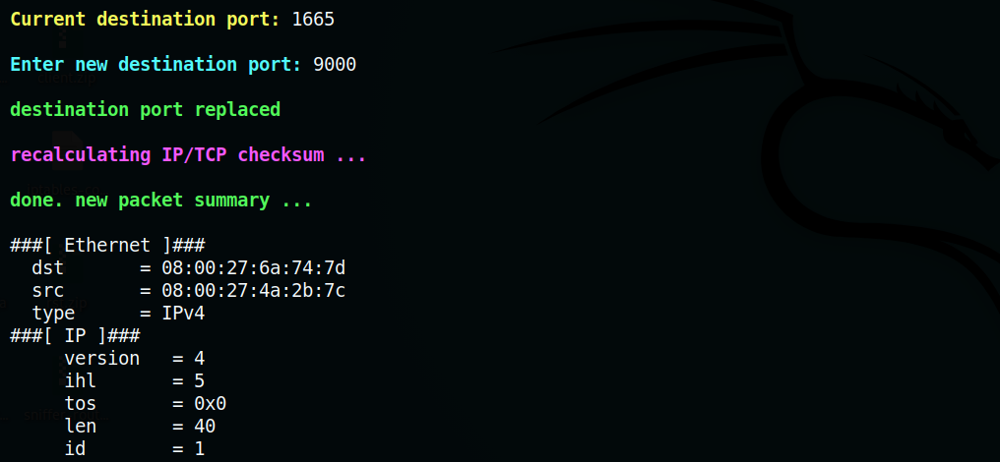 Current destination port: 1665
Enter new destination port: 9000
destination port replaced
recalculating IP/TCP checksum ...
done. new packet summary ...
###[ Ethernet ]###
  dst       = 08:00:27:6a:74:7d
  src       = 08:00:27:4a:2b:7c
  type      = IPv4
###[ IP ]###
     version   = 4
     ihl       = 5
     tos       = 0x0
     len       = 40
     id        = 1